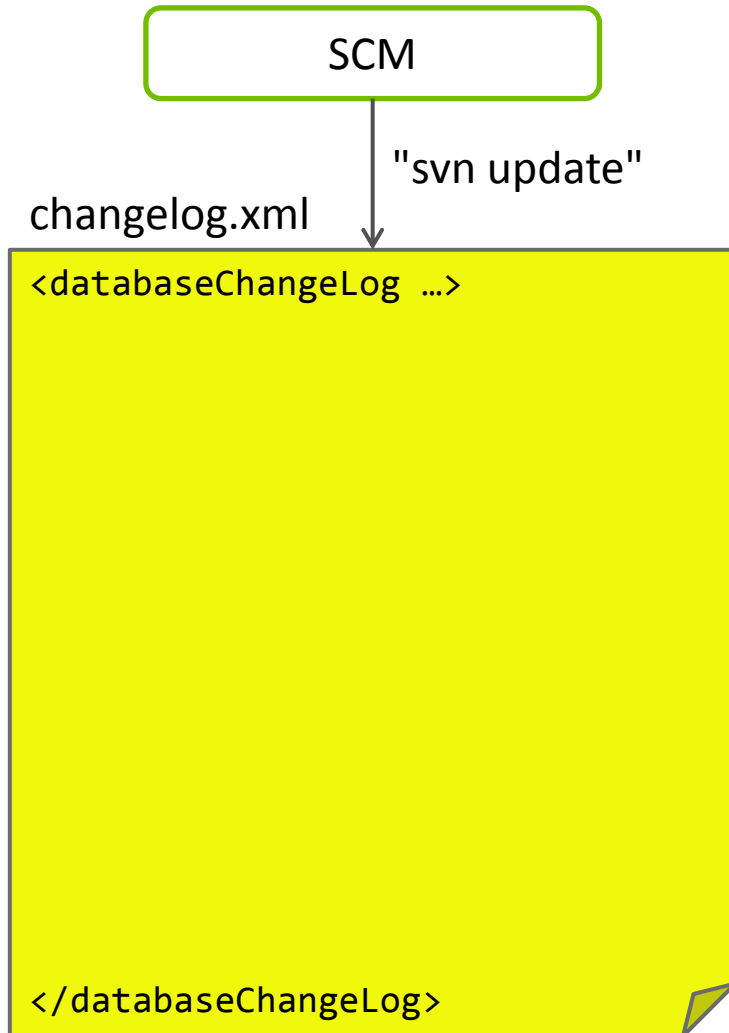 SCM
"svn update"
changelog.xml
<databaseChangeLog …>
</databaseChangeLog>